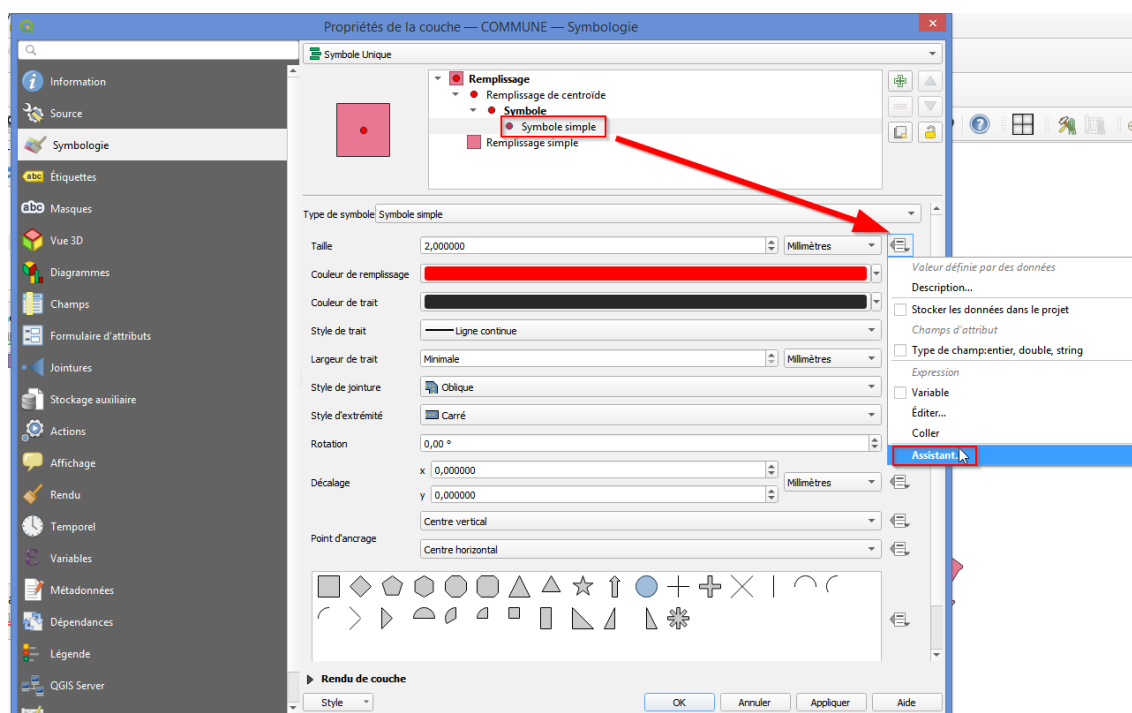 Propriétés de la couche — COMMUNE — Symbologie
Symbole Unique
Information
Source
Symbologie
Étiquettes
Masques
Vue 3D
Diagrammes
Champs
Formulaire d'attributs
Jointures
Stockage auxiliaire
Actions
Affichage
Rendu
Temporel
Variables
Métadonnées
Dépendances
Légende
QGIS Server
Remplissage
Remplissage de centroïde
Symbole
Symbole simple
Remplissage simple
Type de symbole Symbole simple
Taille 2,000000 Millimètres
Couleur de remplissage
Couleur de trait
Style de trait Ligne continue
Largeur de trait Minimale Millimètres
Style de jointure Oblique
Style d'extrémité Carré
Rotation 0,00 °
Décalage x 0,000000 Millimètres
y 0,000000
Point d'ancrage Centre vertical
Centre horizontal
Rendu de couche
Style OK Annuler Appliquer Aide
Valeur définie par des données
Description...
Stocker les données dans le projet
Champs d'attribut
Type de champ:entier, double, string
Expression
Variable
Éditer...
Coller
Assistant...